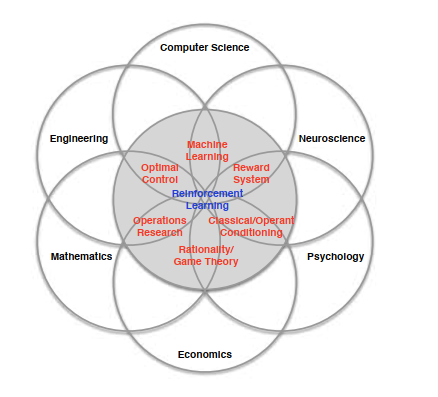 Computer Science
Engineering
Neuroscience
Machine
Learning
Optimal
Control
Reward
System
Reinforcement
Learning
Operations
Research
Classical/Operant
Conditioning
Rationality/
Game Theory
Mathematics
Psychology
Economics